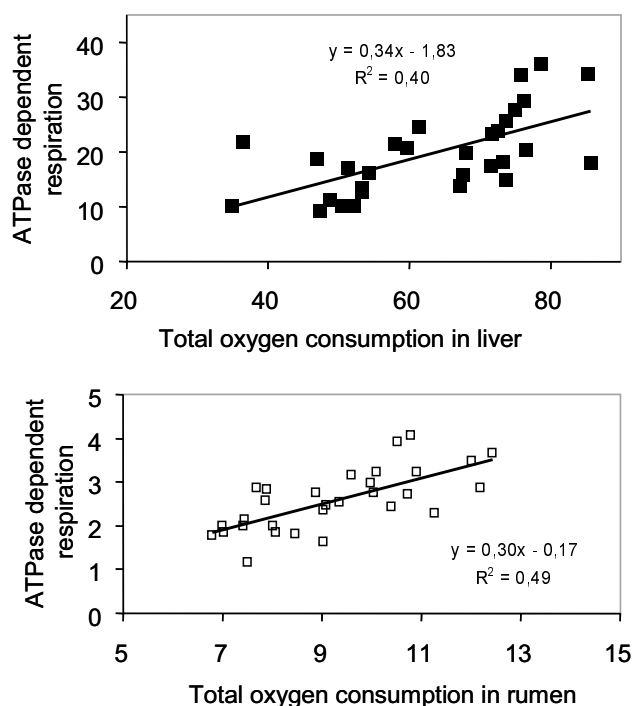 ATPase dependent
respiration
40
30
20
10
0
y = 0,34x - 1,83
R² = 0,40
20 40 60 80
Total oxygen consumption in liver
ATPase dependent
respiration
5
4
3
2
1
0
y = 0,30x - 0,17
R² = 0,49
5 7 9 11 13 15
Total oxygen consumption in rumen